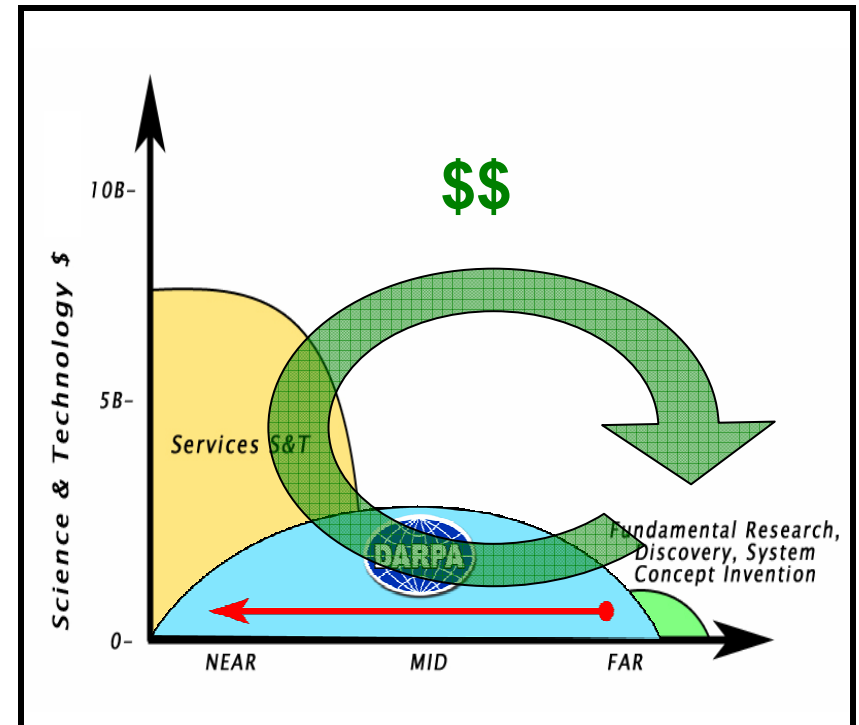 $$
10B-
Science & Technology $
5B-
Services S&T
Fundamental Research,
Discovery, System
Concept Invention
DARPA
0-
NEAR MID FAR